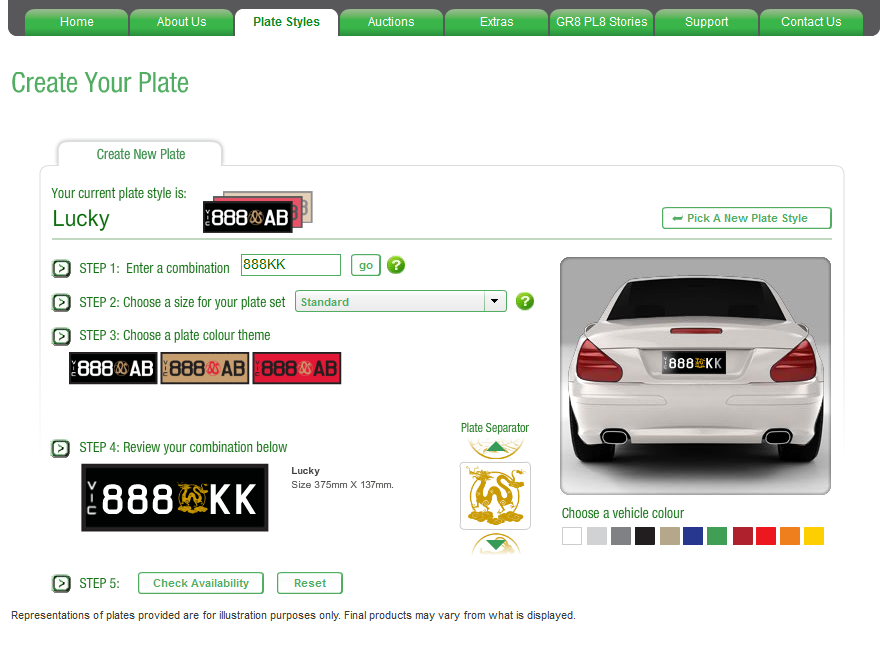 Home About Us Plate Styles Auctions Extras GR8 PL8 Stories Support Contact Us
Create Your Plate
Create New Plate
Your current plate style is:
Lucky
VIC 888 AB
Pick A New Plate Style
STEP 1: Enter a combination 888KK go ?
STEP 2: Choose a size for your plate set Standard ?
STEP 3: Choose a plate colour theme
VIC 888 AB VIC 888 AB VIC 888 AB
888 KK
Plate Separator
STEP 4: Review your combination below
Lucky
Size 375mm X 137mm.
VIC 888 KK
Choose a vehicle colour
STEP 5: Check Availability Reset
Representations of plates provided are for illustration purposes only. Final products may vary from what is displayed.